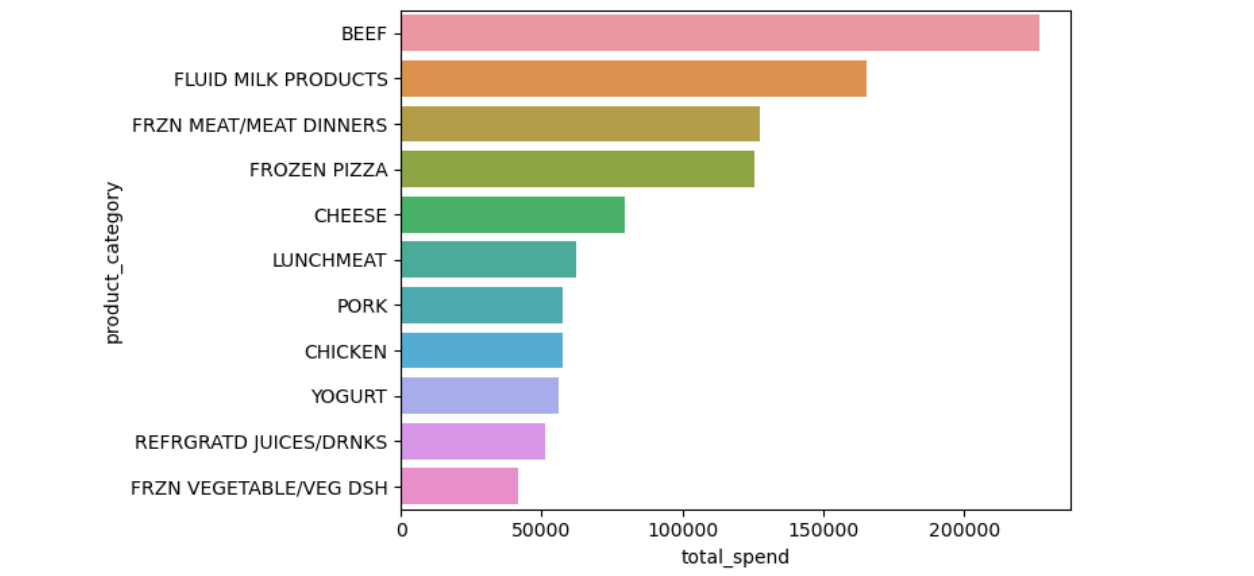 BEEF
FLUID MILK PRODUCTS
FRZN MEAT/MEAT DINNERS
FROZEN PIZZA
CHEESE
LUNCHMEAT
PORK
CHICKEN
YOGURT
REFRGRATD JUICES/DRNKS
FRZN VEGETABLE/VEG DSH
product_category
0 50000 100000 150000 200000
total_spend